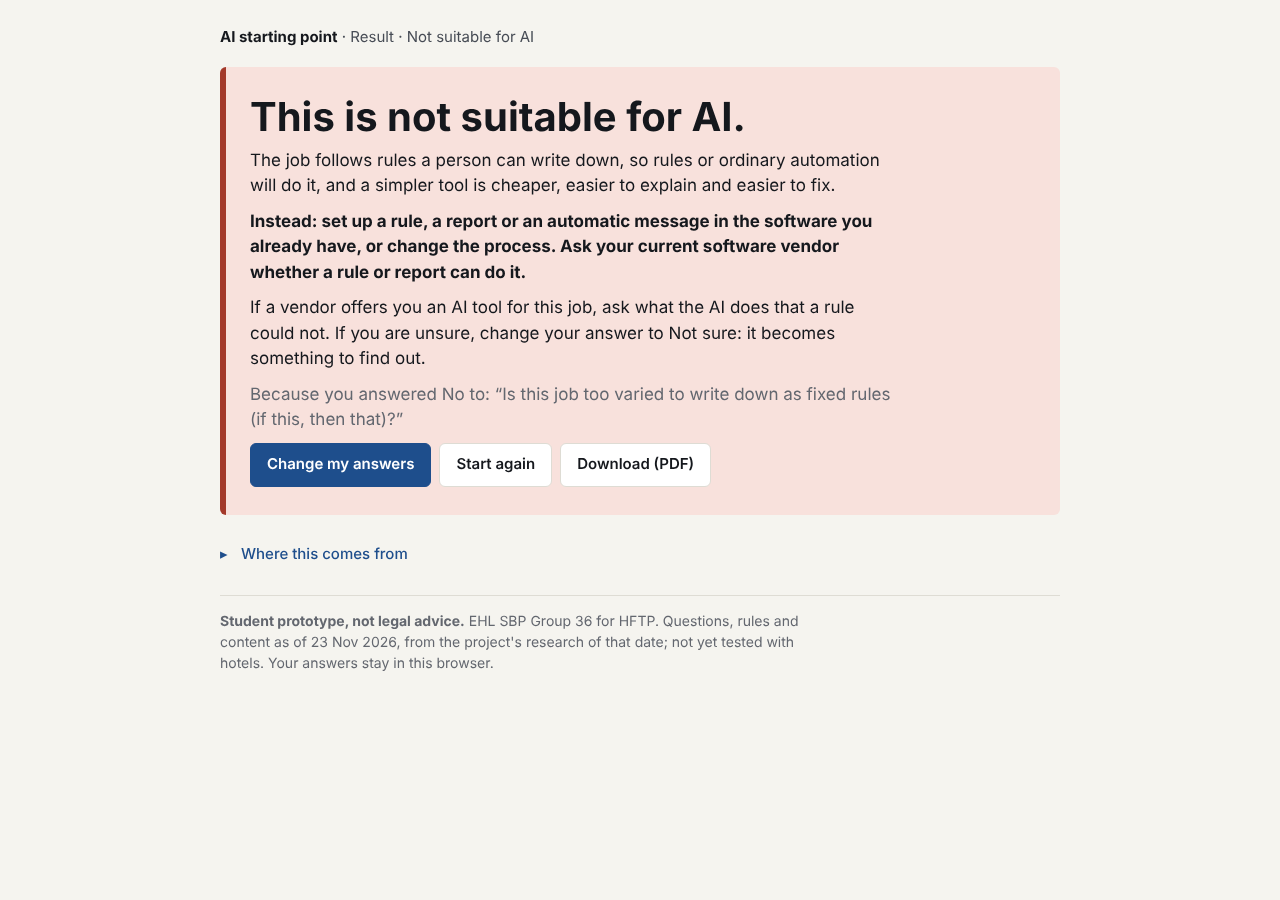 AI starting point · Result · Not suitable for AI
This is not suitable for AI.
The job follows rules a person can write down, so rules or ordinary automation
will do it, and a simpler tool is cheaper, easier to explain and easier to fix.
Instead: set up a rule, a report or an automatic message in the software you
already have, or change the process. Ask your current software vendor
whether a rule or report can do it.
If a vendor offers you an AI tool for this job, ask what the AI does that a rule
could not. If you are unsure, change your answer to Not sure: it becomes
something to find out.
Because you answered No to: “Is this job too varied to write down as fixed rules
(if this, then that)?”
Change my answers Start again Download (PDF)
▸ Where this comes from
Student prototype, not legal advice. EHL SBP Group 36 for HFTP. Questions, rules and
content as of 23 Nov 2026, from the project's research of that date; not yet tested with
hotels. Your answers stay in this browser.